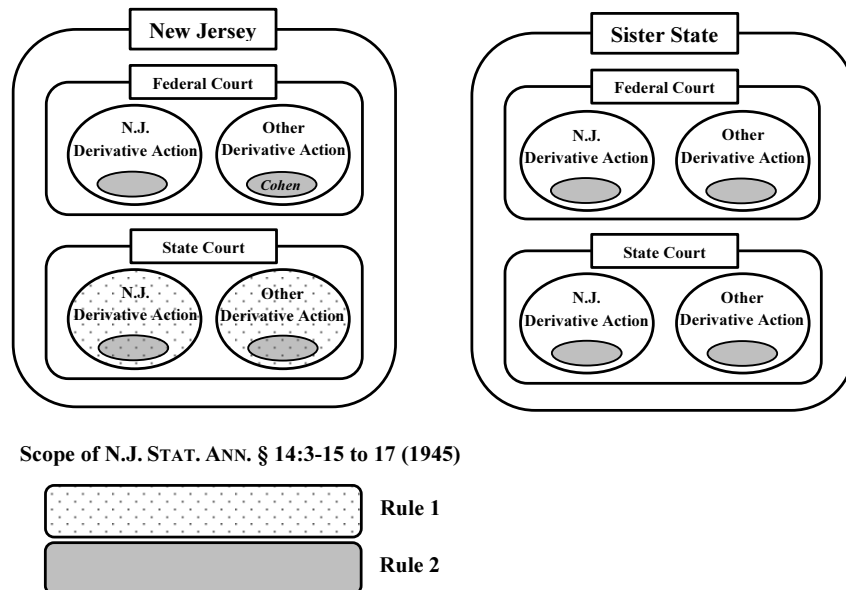 New Jersey
Federal Court
N.J.
Derivative Action
Other
Derivative Action
Cohen
State Court
N.J.
Derivative Action
Other
Derivative Action
Sister State
Federal Court
N.J.
Derivative Action
Other
Derivative Action
State Court
N.J.
Derivative Action
Other
Derivative Action
Scope of N.J. STAT. ANN. § 14:3-15 to 17 (1945)
Rule 1
Rule 2